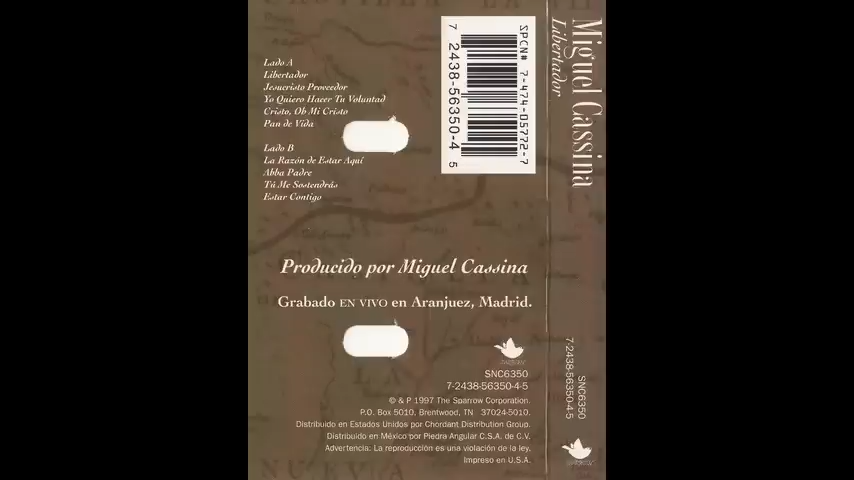 Lado A
Libertador
Jesucristo Proveedor
Yo Quiero Hacer Tu Voluntad
Cristo, Oh Mi Cristo
Pan de Vida
Lado B
La Razón de Estar Aquí
Abba Padre
Tú Me Sostendrás
Estar Contigo
SPCN# 7-474-05772-7
7 2438-56350-4 5
Miguel Cassina
Libertador
Producido por Miguel Cassina
Grabado EN VIVO en Aranjuez, Madrid.
SPARROW
SNC6350
7-2438-56350-4-5
© & P 1997 The Sparrow Corporation.
P.O. Box 5010, Brentwood, TN 37024-5010.
Distribuido en Estados Unidos por Chordant Distribution Group.
Distribuido en México por Piedra Angular C.S.A. de C.V.
Advertencia: La reproducción es una violación de la ley.
Impreso en U.S.A.
SNC6350
7-2438-56350-4-5
SPARROW
NUEVA